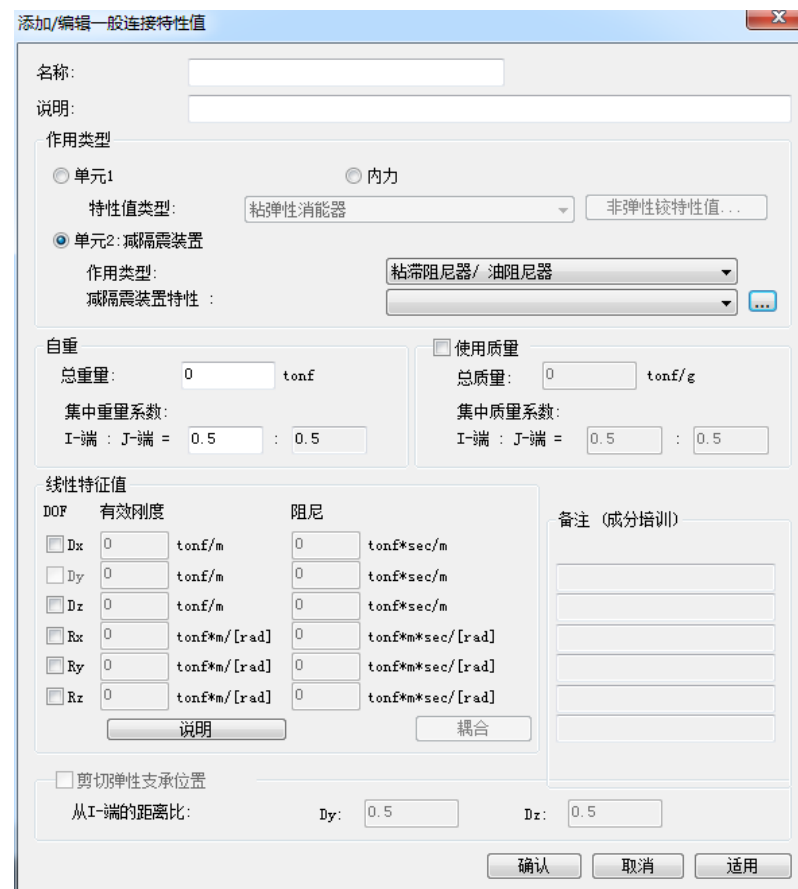 添加/编辑一般连接特性值
名称:
说明:
作用类型
单元1 内力
特性值类型: 粘弹性消能器 非弹性铰特性值...
单元2:减隔震装置
作用类型: 粘滞阻尼器/ 油阻尼器
减隔震装置特性 : ...
自重 使用质量
总重量: 0 tonf 总质量: 0 tonf/g
集中重量系数: 集中质量系数:
I-端 : J-端 = 0.5 : 0.5 I-端 : J-端 = 0.5 : 0.5
线性特征值
DOF 有效刚度 阻尼 备注 (成分培训)
Dx 0 tonf/m 0 tonf*sec/m
Dy 0 tonf/m 0 tonf*sec/m
Dz 0 tonf/m 0 tonf*sec/m
Rx 0 tonf*m/[rad] 0 tonf*m*sec/[rad]
Ry 0 tonf*m/[rad] 0 tonf*m*sec/[rad]
Rz 0 tonf*m/[rad] 0 tonf*m*sec/[rad]
说明 耦合
剪切弹性支承位置
从I-端的距离比: Dy: 0.5 Dz: 0.5
确认 取消 适用